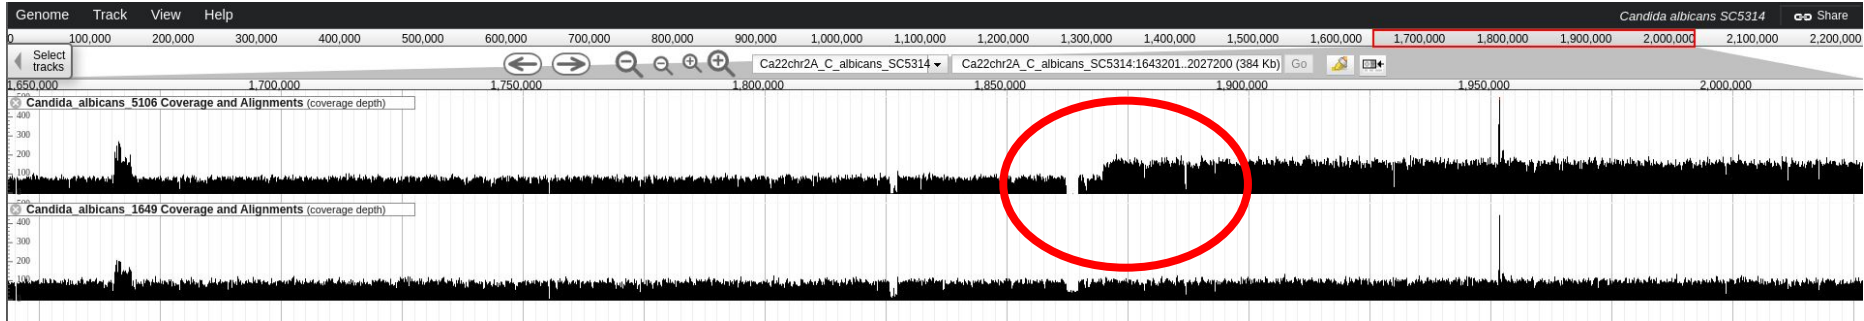 Genome Track View Help Candida albicans SC5314 Share
0 100,000 200,000 300,000 400,000 500,000 600,000 700,000 800,000 900,000 1,000,000 1,100,000 1,200,000 1,300,000 1,400,000 1,500,000 1,600,000 1,700,000 1,800,000 1,900,000 2,000,000 2,100,000 2,200,000
Select
tracks
Ca22chr2A_C_albicans_SC5314 Ca22chr2A_C_albicans_SC5314:1643201..2027200 (384 Kb) Go
1,650,000 1,700,000 1,750,000 1,800,000 1,850,000 1,900,000 1,950,000 2,000,000
Candida_albicans_5106 Coverage and Alignments (coverage depth)
400
300
200
100
Candida_albicans_1649 Coverage and Alignments (coverage depth)
400
300
200
100